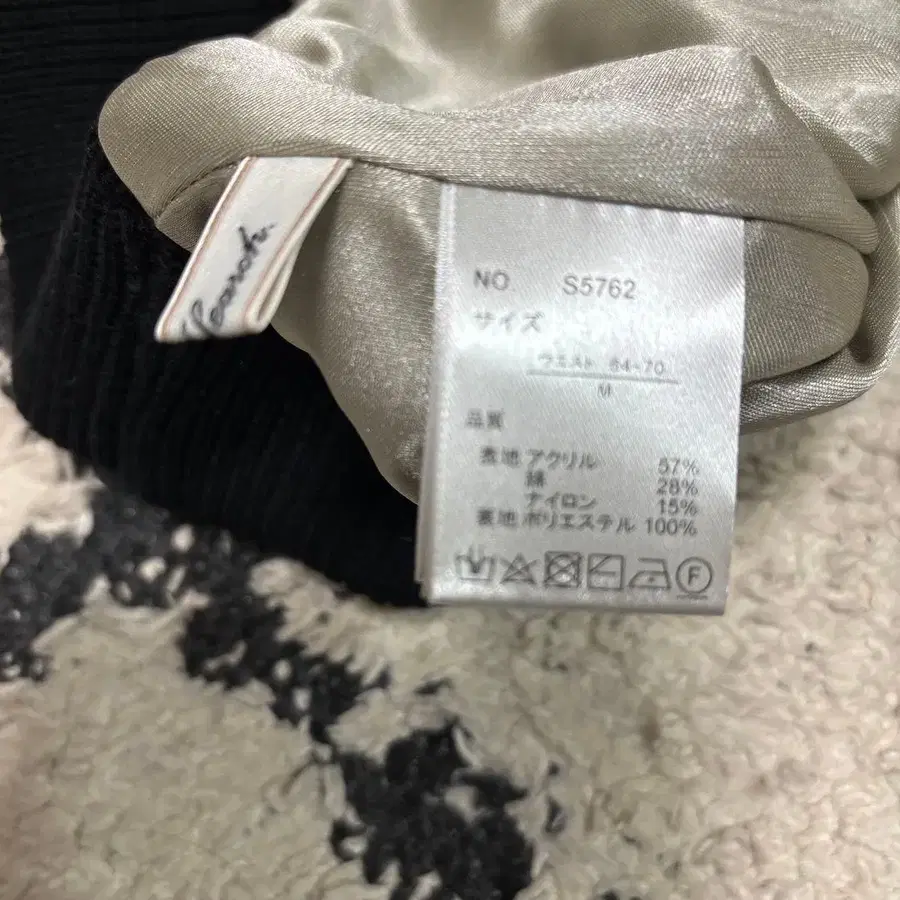 NO. S5762
サイズ
ウエスト 64-70
M
品質
表地 アクリル 57%
綿 28%
ナイロン 15%
裏地 ポリエステル 100%
F